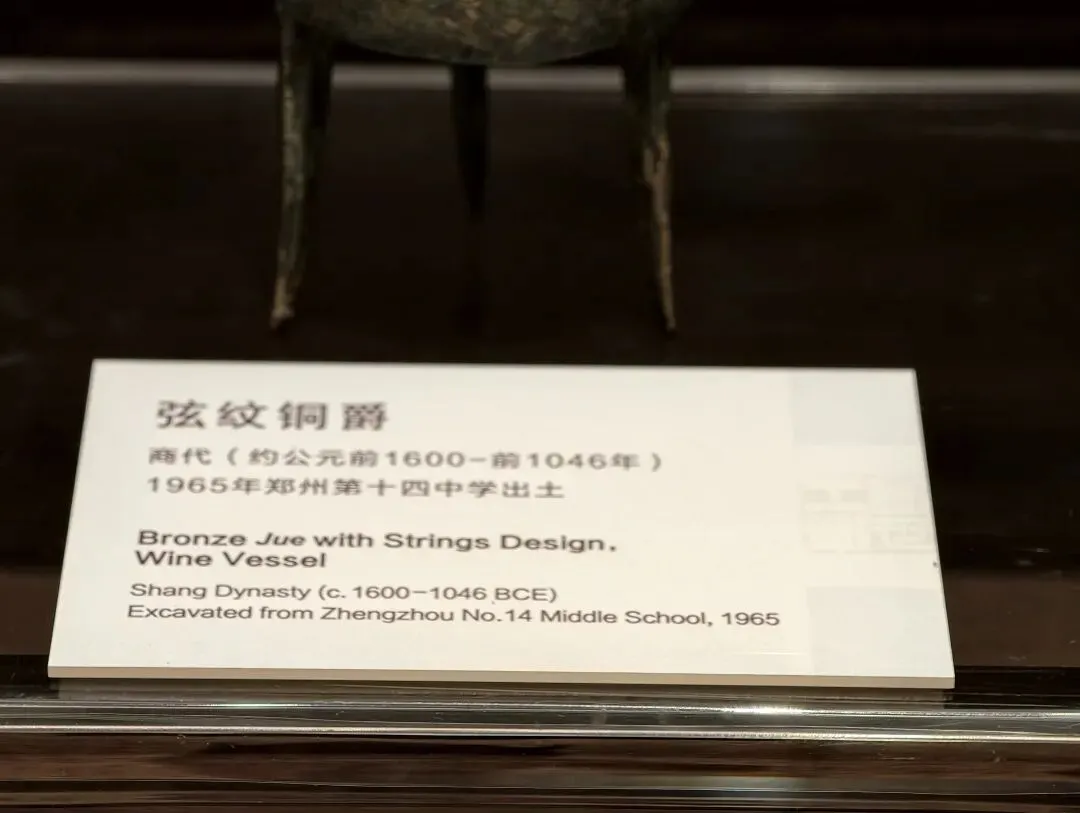 弦纹铜爵
商代（约公元前1600-前1046年）
1965年郑州第十四中学出土
Bronze Jue with Strings Design,
Wine Vessel
Shang Dynasty (c. 1600-1046 BCE)
Excavated from Zhengzhou No.14 Middle School, 1965